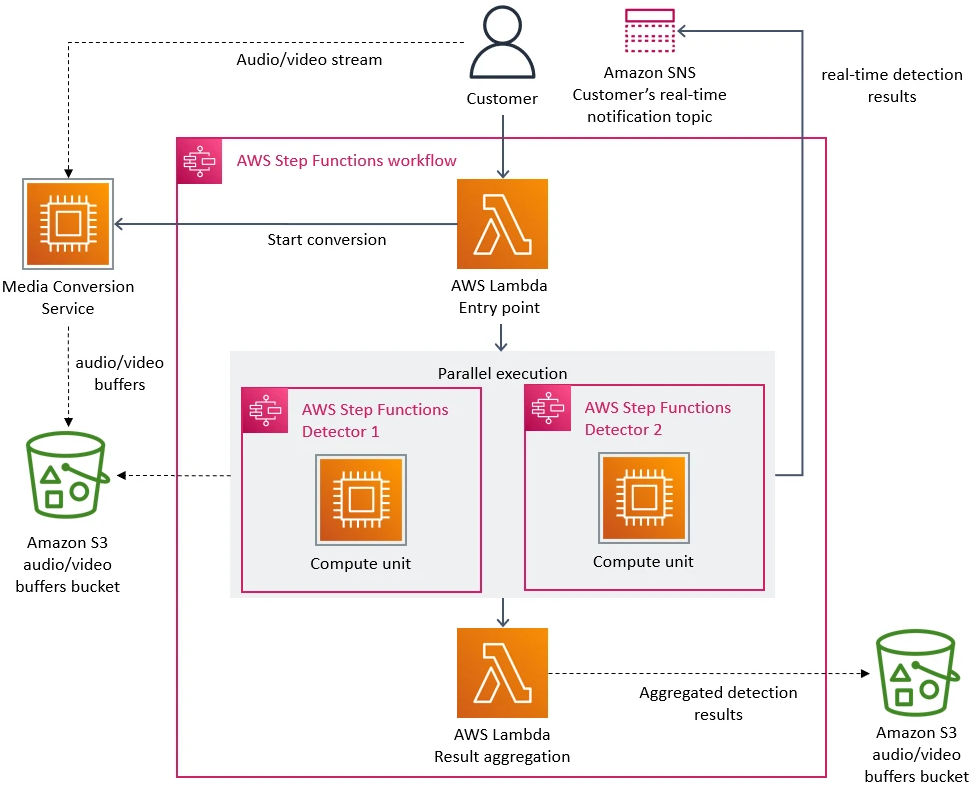 Audio/video stream
Customer
Amazon SNS
Customer’s real-time
notification topic
real-time detection
results
AWS Step Functions workflow
Start conversion
Media Conversion
Service
AWS Lambda
Entry point
audio/video
buffers
Parallel execution
AWS Step Functions
Detector 1
Compute unit
AWS Step Functions
Detector 2
Compute unit
Amazon S3
audio/video
buffers bucket
AWS Lambda
Result aggregation
Aggregated detection
results
Amazon S3
audio/video
buffers bucket